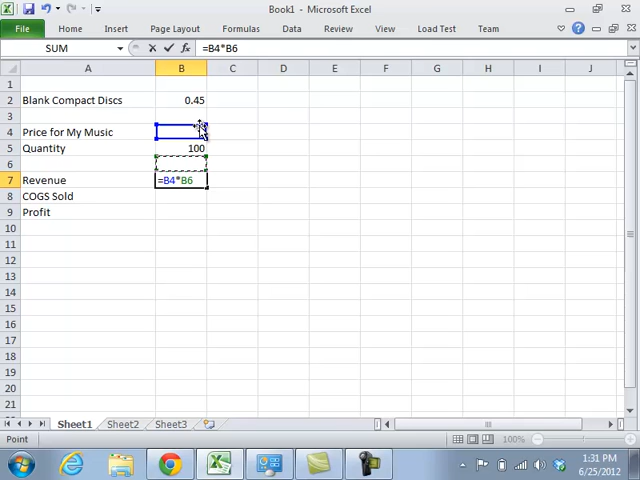 Book1 - Microsoft Excel
File Home Insert Page Layout Formulas Data Review View Load Test Team
SUM fx =B4*B6
A B C D E F G H I J
1
2 Blank Compact Discs 0.45
3
4 Price for My Music
5 Quantity 100
6
7 Revenue =B4*B6
8 COGS Sold
9 Profit
10
11
12
13
14
15
16
17
18
19
20
21
Sheet1 Sheet2 Sheet3
Point 100%
1:31 PM
6/25/2012